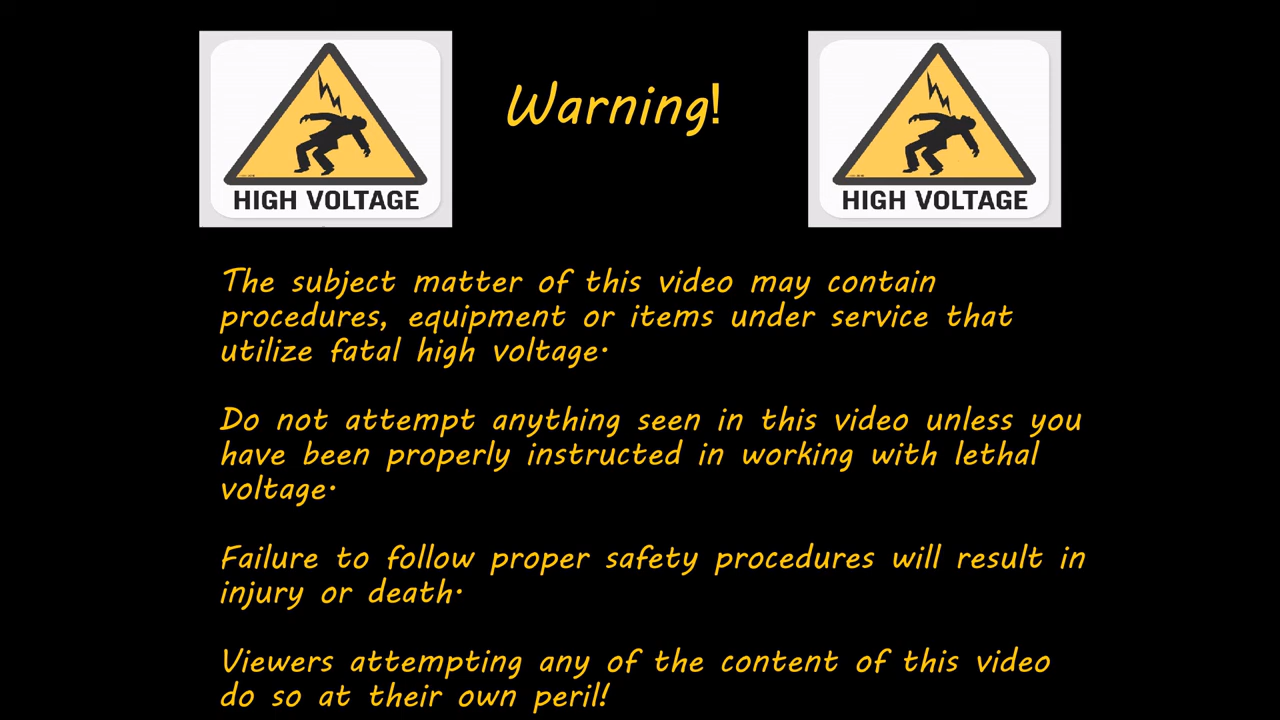 Warning!
HIGH VOLTAGE
HIGH VOLTAGE
The subject matter of this video may contain
procedures, equipment or items under service that
utilize fatal high voltage.
Do not attempt anything seen in this video unless you
have been properly instructed in working with lethal
voltage.
Failure to follow proper safety procedures will result in
injury or death.
Viewers attempting any of the content of this video
do so at their own peril!